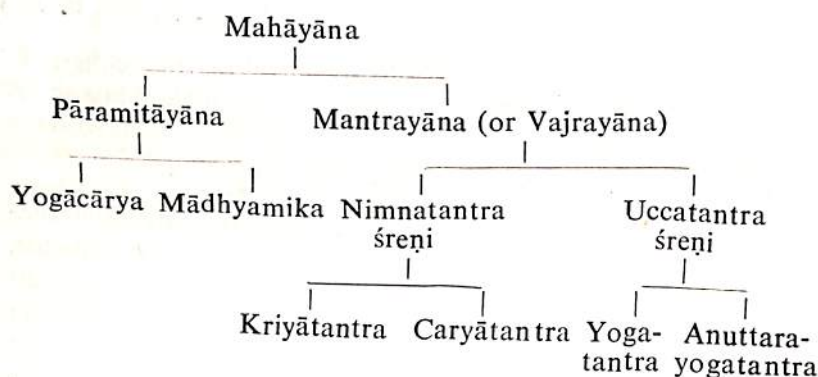 Mahāyāna
Pāramitāyāna Mantrayāna (or Vajrayāna)
Yogācārya Mādhyamika Nimnatantra Uccatantra
śreṇi śreṇi
Kriyātantra Caryātantra Yoga- Anuttara-
tantra yogatantra